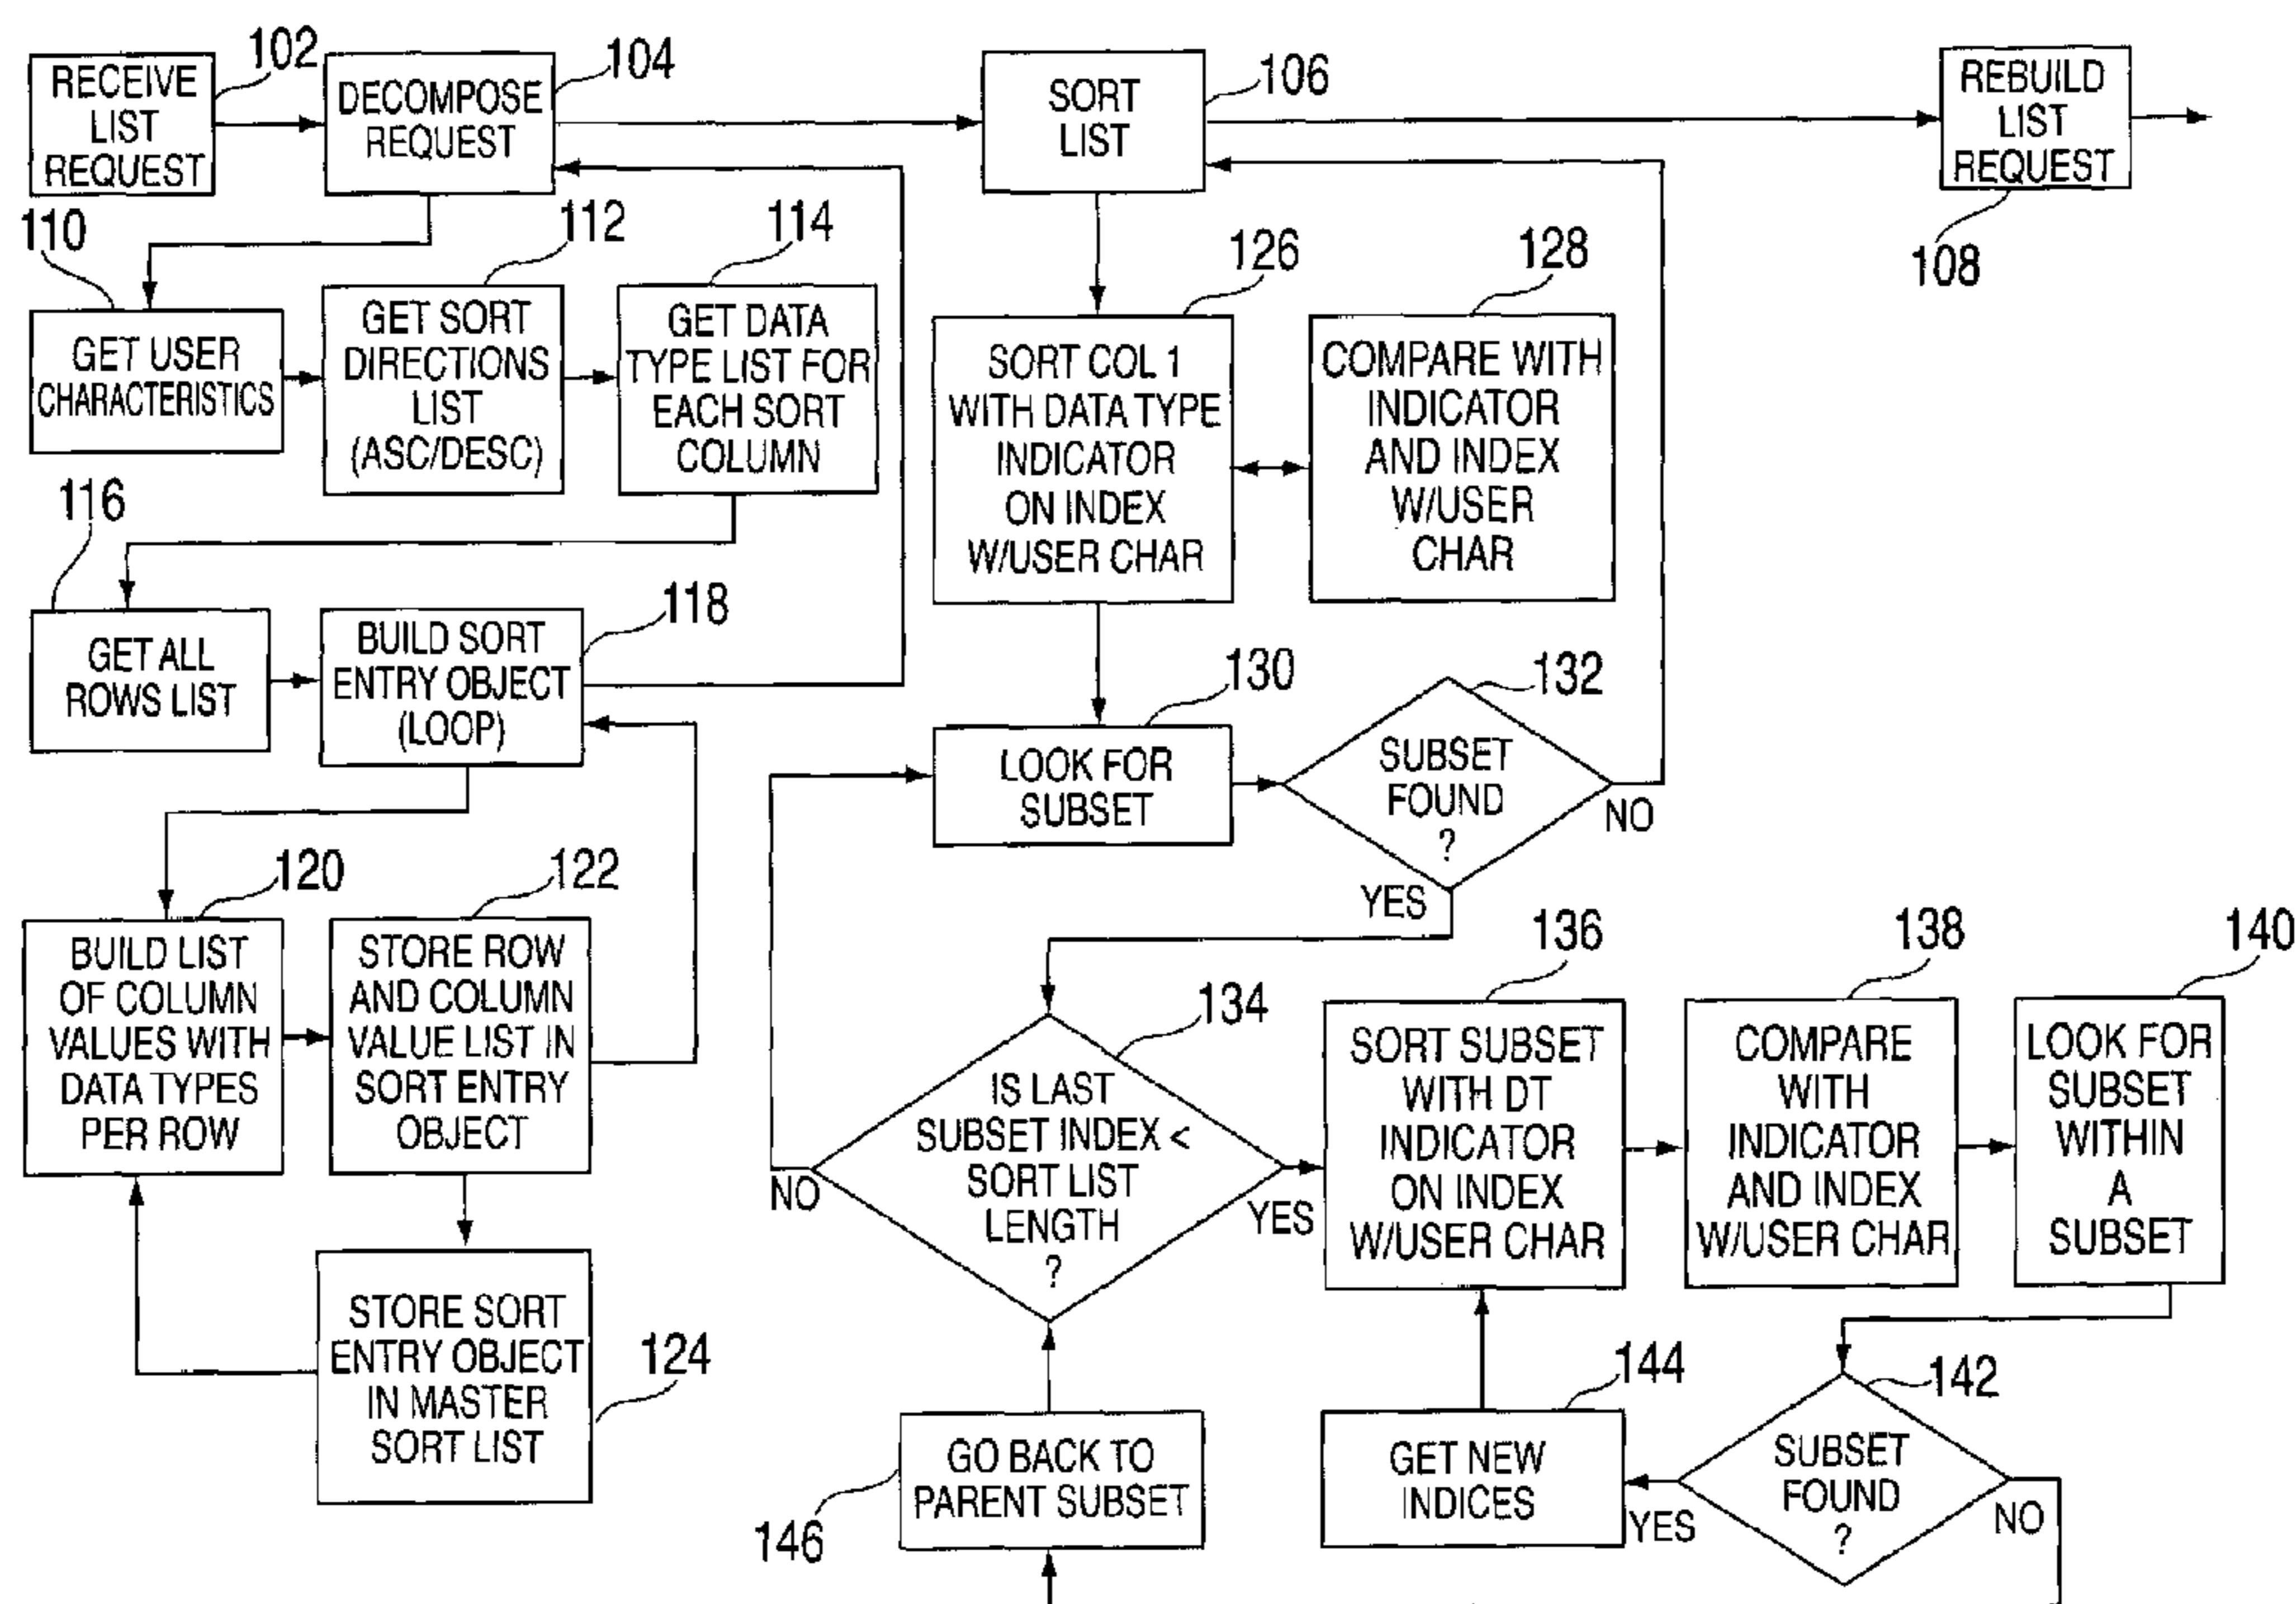 RECEIVE
LIST
REQUEST
102
DECOMPOSE
REQUEST
104
SORT
LIST
106
REBUILD
LIST
REQUEST
108
110
GET USER
CHARACTERISTICS
112
GET SORT
DIRECTIONS
LIST
(ASC/DESC)
114
GET DATA
TYPE LIST FOR
EACH SORT
COLUMN
116
GET ALL
ROWS LIST
118
BUILD SORT
ENTRY OBJECT
(LOOP)
120
BUILD LIST
OF COLUMN
VALUES WITH
DATA TYPES
PER ROW
122
STORE ROW
AND COLUMN
VALUE LIST IN
SORT ENTRY
OBJECT
STORE SORT
ENTRY OBJECT
IN MASTER
SORT LIST
124
126
SORT COL 1
WITH DATA TYPE
INDICATOR
ON INDEX
W/USER CHAR
128
COMPARE WITH
INDICATOR
AND INDEX
W/USER
CHAR
130
LOOK FOR
SUBSET
132
SUBSET
FOUND
?
NO
YES
134
IS LAST
SUBSET INDEX <
SORT LIST
LENGTH
?
NO
YES
136
SORT SUBSET
WITH DT
INDICATOR
ON INDEX
W/USER CHAR
138
COMPARE
WITH
INDICATOR
AND INDEX
W/USER CHAR
140
LOOK FOR
SUBSET
WITHIN
A
SUBSET
142
SUBSET
FOUND
?
YES
NO
144
GET NEW
INDICES
146
GO BACK TO
PARENT SUBSET